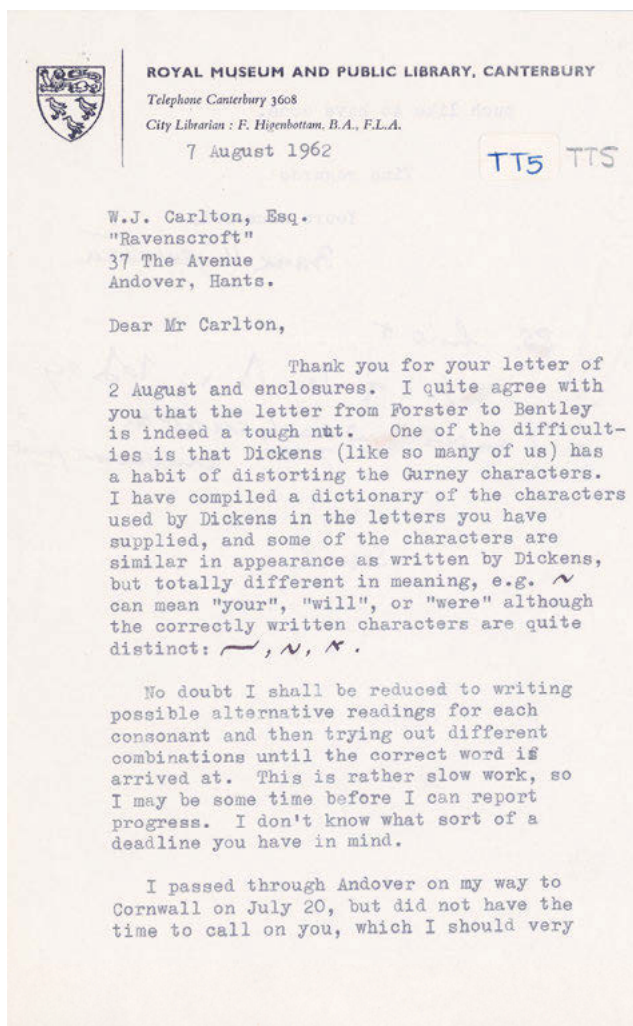 ROYAL MUSEUM AND PUBLIC LIBRARY, CANTERBURY
Telephone Canterbury 3608
City Librarian : F. Higenbottam, B.A., F.L.A.
7 August 1962
TT5 TT5
W.J. Carlton, Esq.
"Ravenscroft"
37 The Avenue
Andover, Hants.
Dear Mr Carlton,
Thank you for your letter of
2 August and enclosures. I quite agree with
you that the letter from Forster to Bentley
is indeed a tough nut. One of the difficult-
ies is that Dickens (like so many of us) has
a habit of distorting the Gurney characters.
I have compiled a dictionary of the characters
used by Dickens in the letters you have
supplied, and some of the characters are
similar in appearance as written by Dickens,
but totally different in meaning, e.g.
can mean "your", "will", or "were" although
the correctly written characters are quite
distinct: , , .
No doubt I shall be reduced to writing
possible alternative readings for each
consonant and then trying out different
combinations until the correct word is
arrived at. This is rather slow work, so
I may be some time before I can report
progress. I don't know what sort of a
deadline you have in mind.
I passed through Andover on my way to
Cornwall on July 20, but did not have the
time to call on you, which I should very